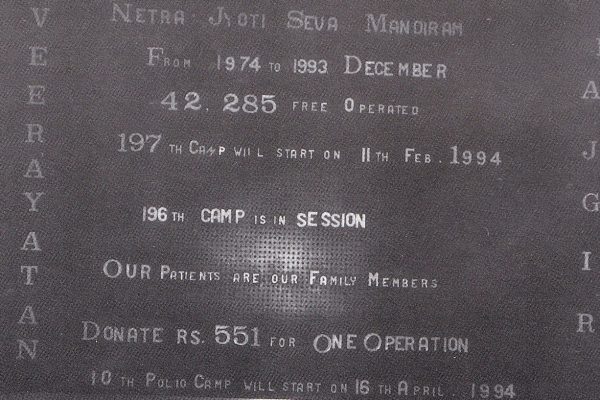 VEERAYATAN
NETRA JYOTI SEVA MANDIRAM
FROM 1974 TO 1993 DECEMBER
42,285 FREE OPERATED
197 TH CAMP WILL START ON 11TH FEB. 1994
196 TH CAMP IS IN SESSION
OUR PATIENTS ARE OUR FAMILY MEMBERS
DONATE RS. 551 FOR ONE OPERATION
10 TH POLIO CAMP WILL START ON 16 TH APRIL. 1994
AJGIR